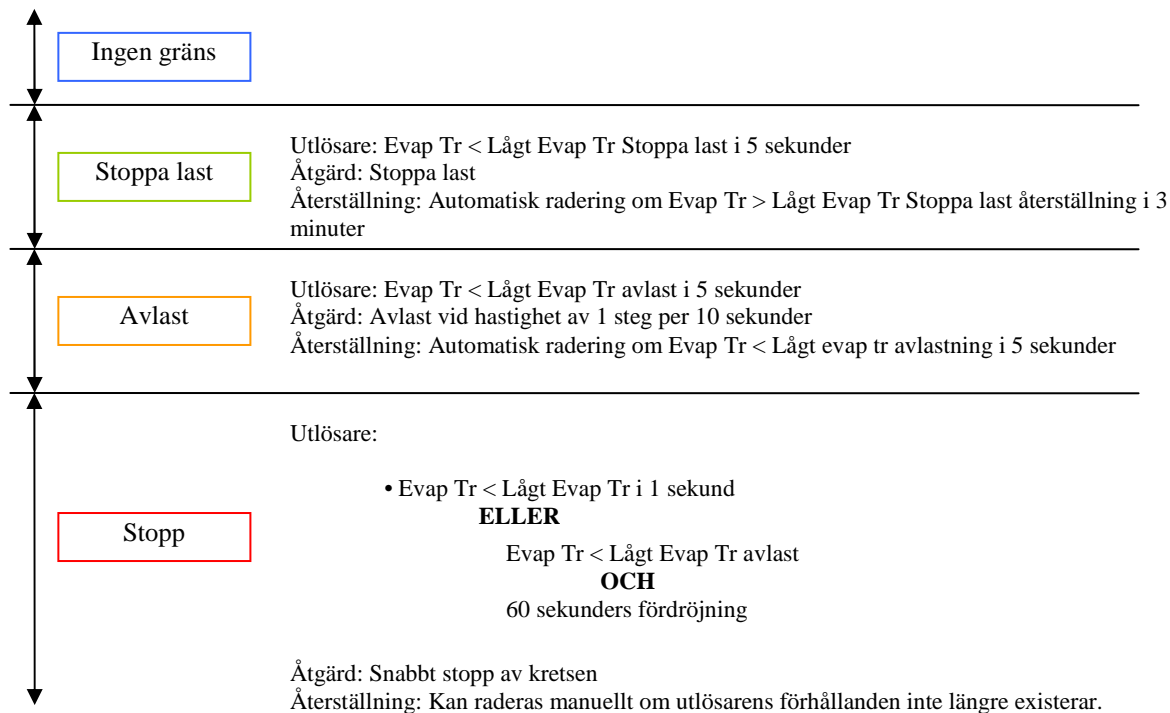 Ingen gräns
Stoppa last
Utlösare: Evap Tr < Lågt Evap Tr Stoppa last i 5 sekunder
Åtgärd: Stoppa last
Återställning: Automatisk radering om Evap Tr > Lågt Evap Tr Stoppa last återställning i 3
minuter
Avlast
Utlösare: Evap Tr < Lågt Evap Tr avlast i 5 sekunder
Åtgärd: Avlast vid hastighet av 1 steg per 10 sekunder
Återställning: Automatisk radering om Evap Tr < Lågt evap tr avlastning i 5 sekunder
Stopp
Utlösare:
• Evap Tr < Lågt Evap Tr i 1 sekund
ELLER
Evap Tr < Lågt Evap Tr avlast
OCH
60 sekunders fördröjning
Åtgärd: Snabbt stopp av kretsen
Återställning: Kan raderas manuellt om utlösarens förhållanden inte längre existerar.